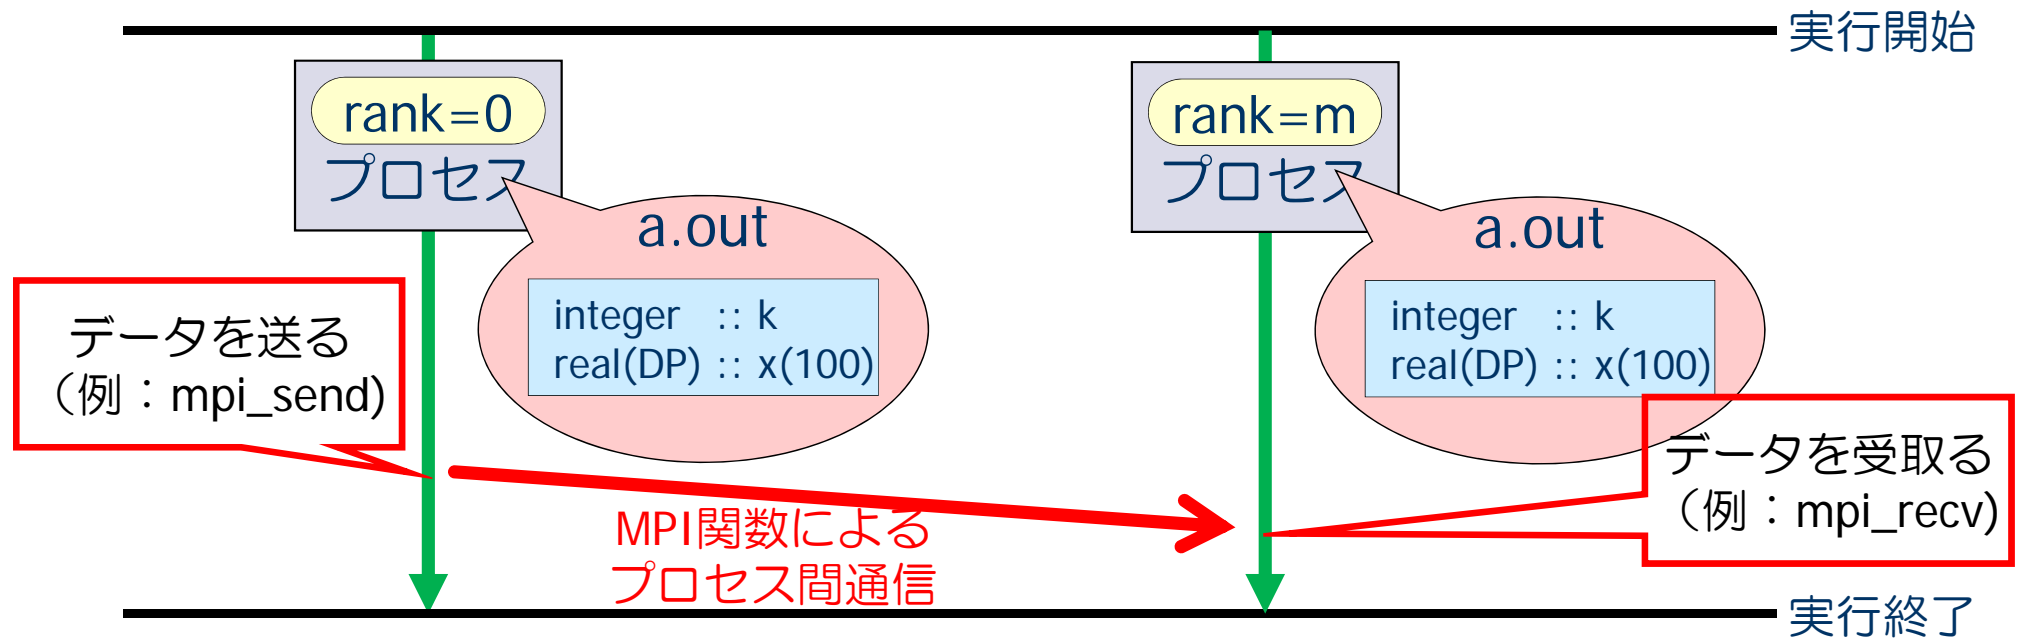 実行開始
rank=0
プロセス
a.out
integer :: k
real(DP) :: x(100)
rank=m
プロセス
a.out
integer :: k
real(DP) :: x(100)
データを送る
（例：mpi_send)
データを受取る
（例：mpi_recv)
MPI関数による
プロセス間通信
実行終了